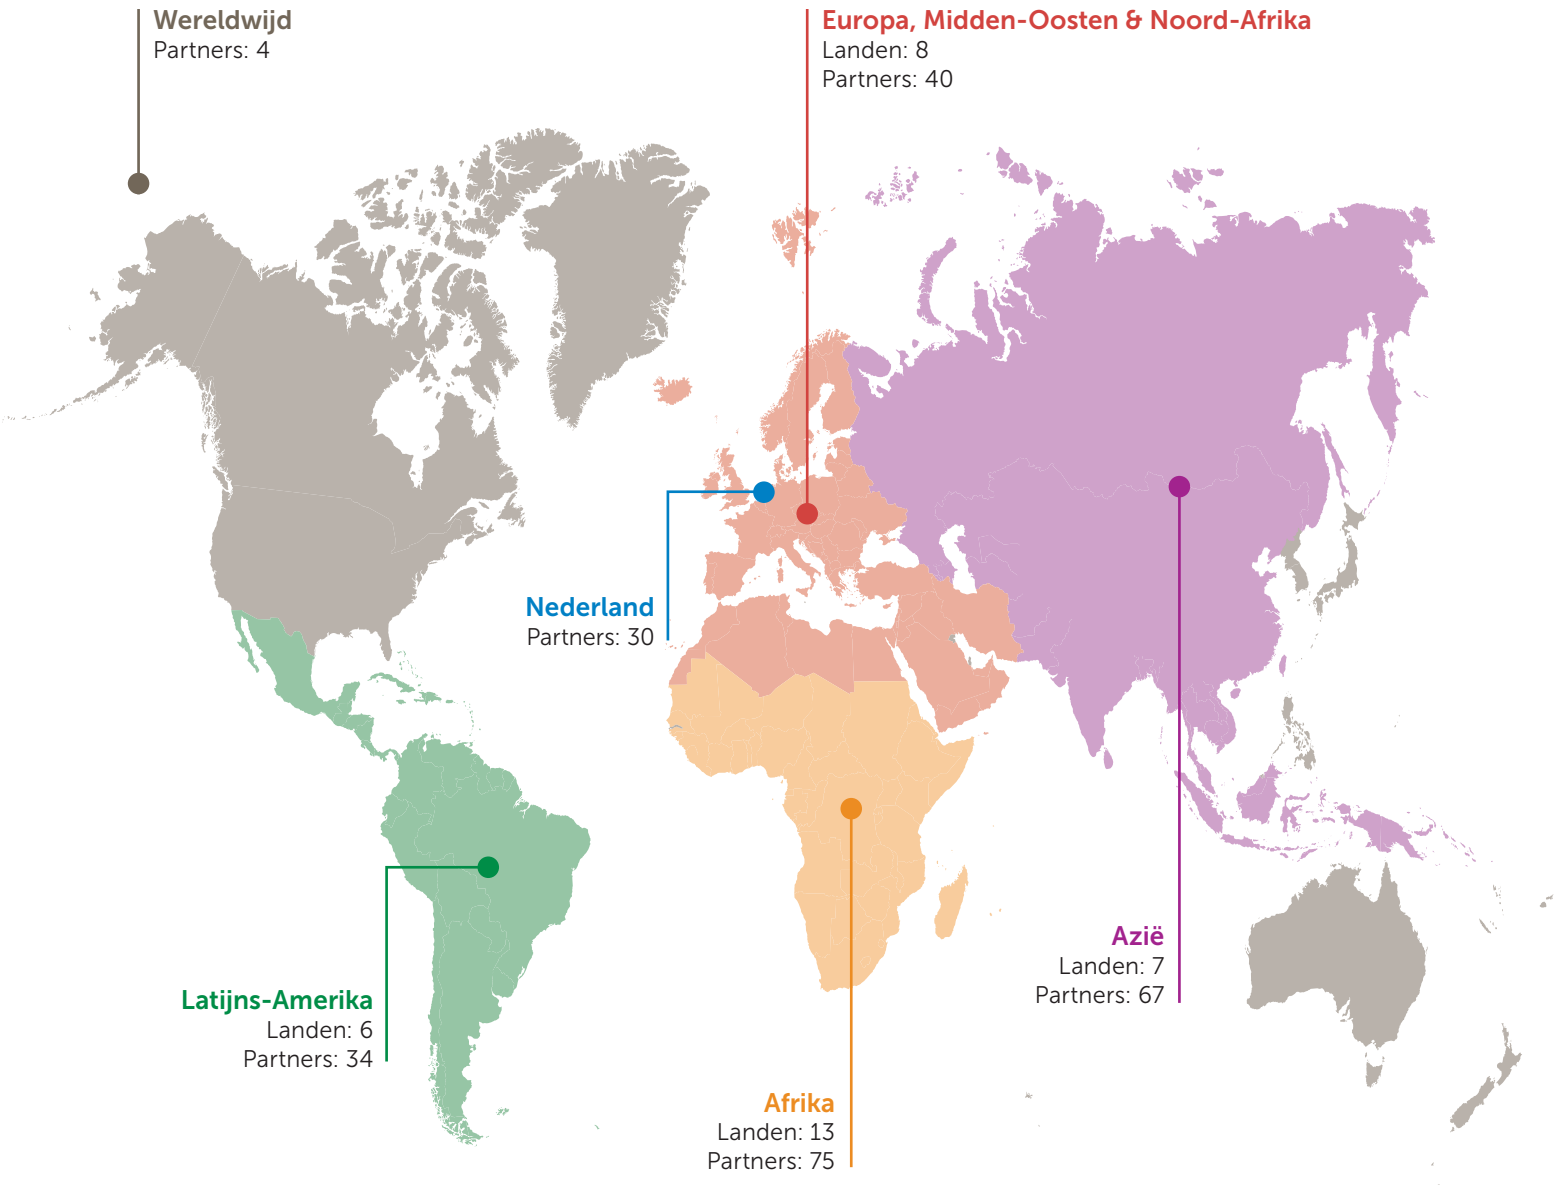 Wereldwijd
Partners: 4
Europa, Midden-Oosten & Noord-Afrika
Landen: 8
Partners: 40
Nederland
Partners: 30
Azië
Landen: 7
Partners: 67
Latijns-Amerika
Landen: 6
Partners: 34
Afrika
Landen: 13
Partners: 75